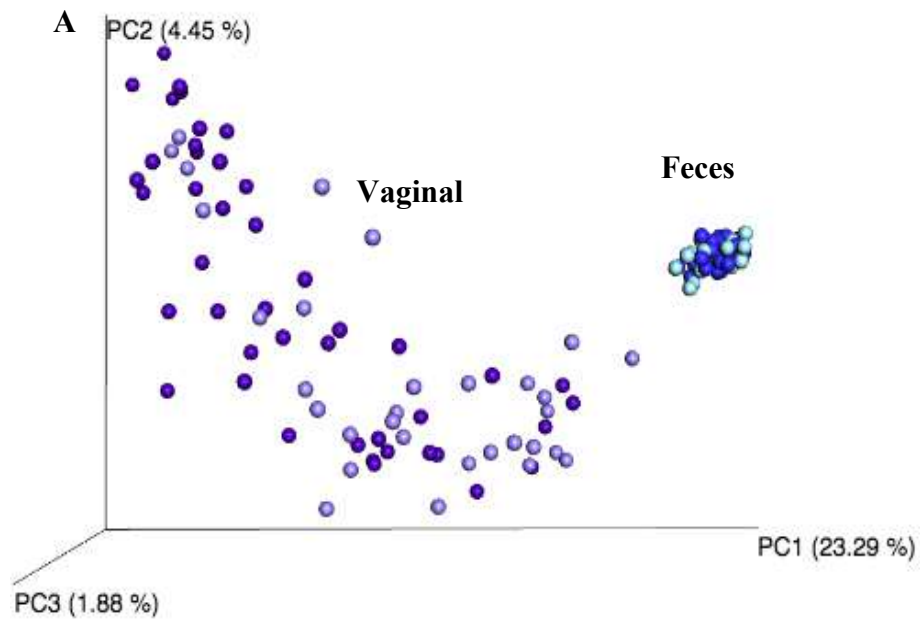 A
PC2 (4.45 %)
Feces
Vaginal
PC1 (23.29 %)
PC3 (1.88 %)